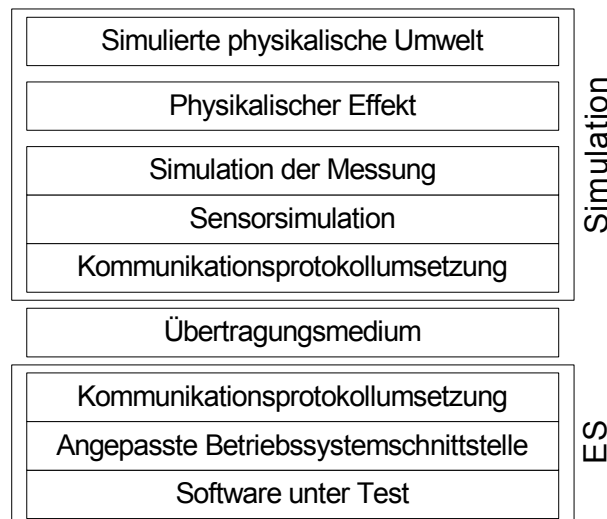 Simulierte physikalische Umwelt
Physikalischer Effekt
Simulation der Messung
Sensorsimulation
Kommunikationsprotokollumsetzung
Simulation
Übertragungsmedium
Kommunikationsprotokollumsetzung
Angepasste Betriebssystemschnittstelle
Software unter Test
ES